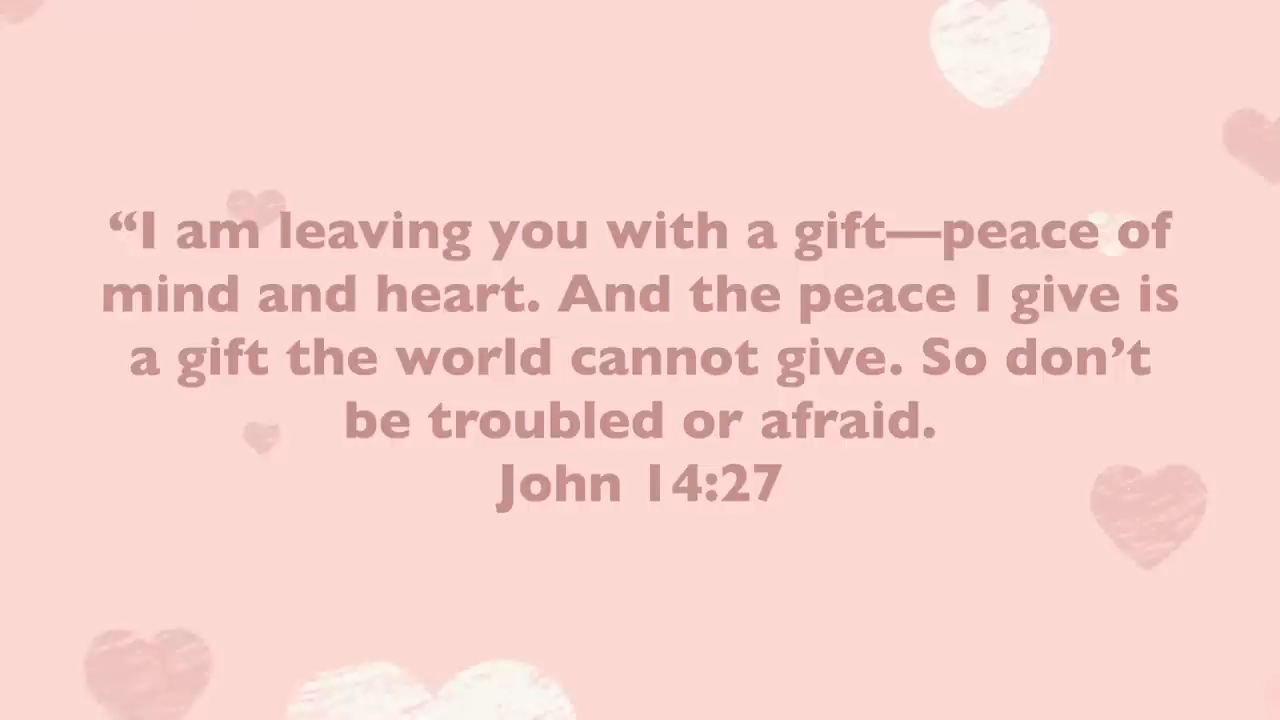 “I am leaving you with a gift—peace of
mind and heart. And the peace I give is
a gift the world cannot give. So don’t
be troubled or afraid.
John 14:27